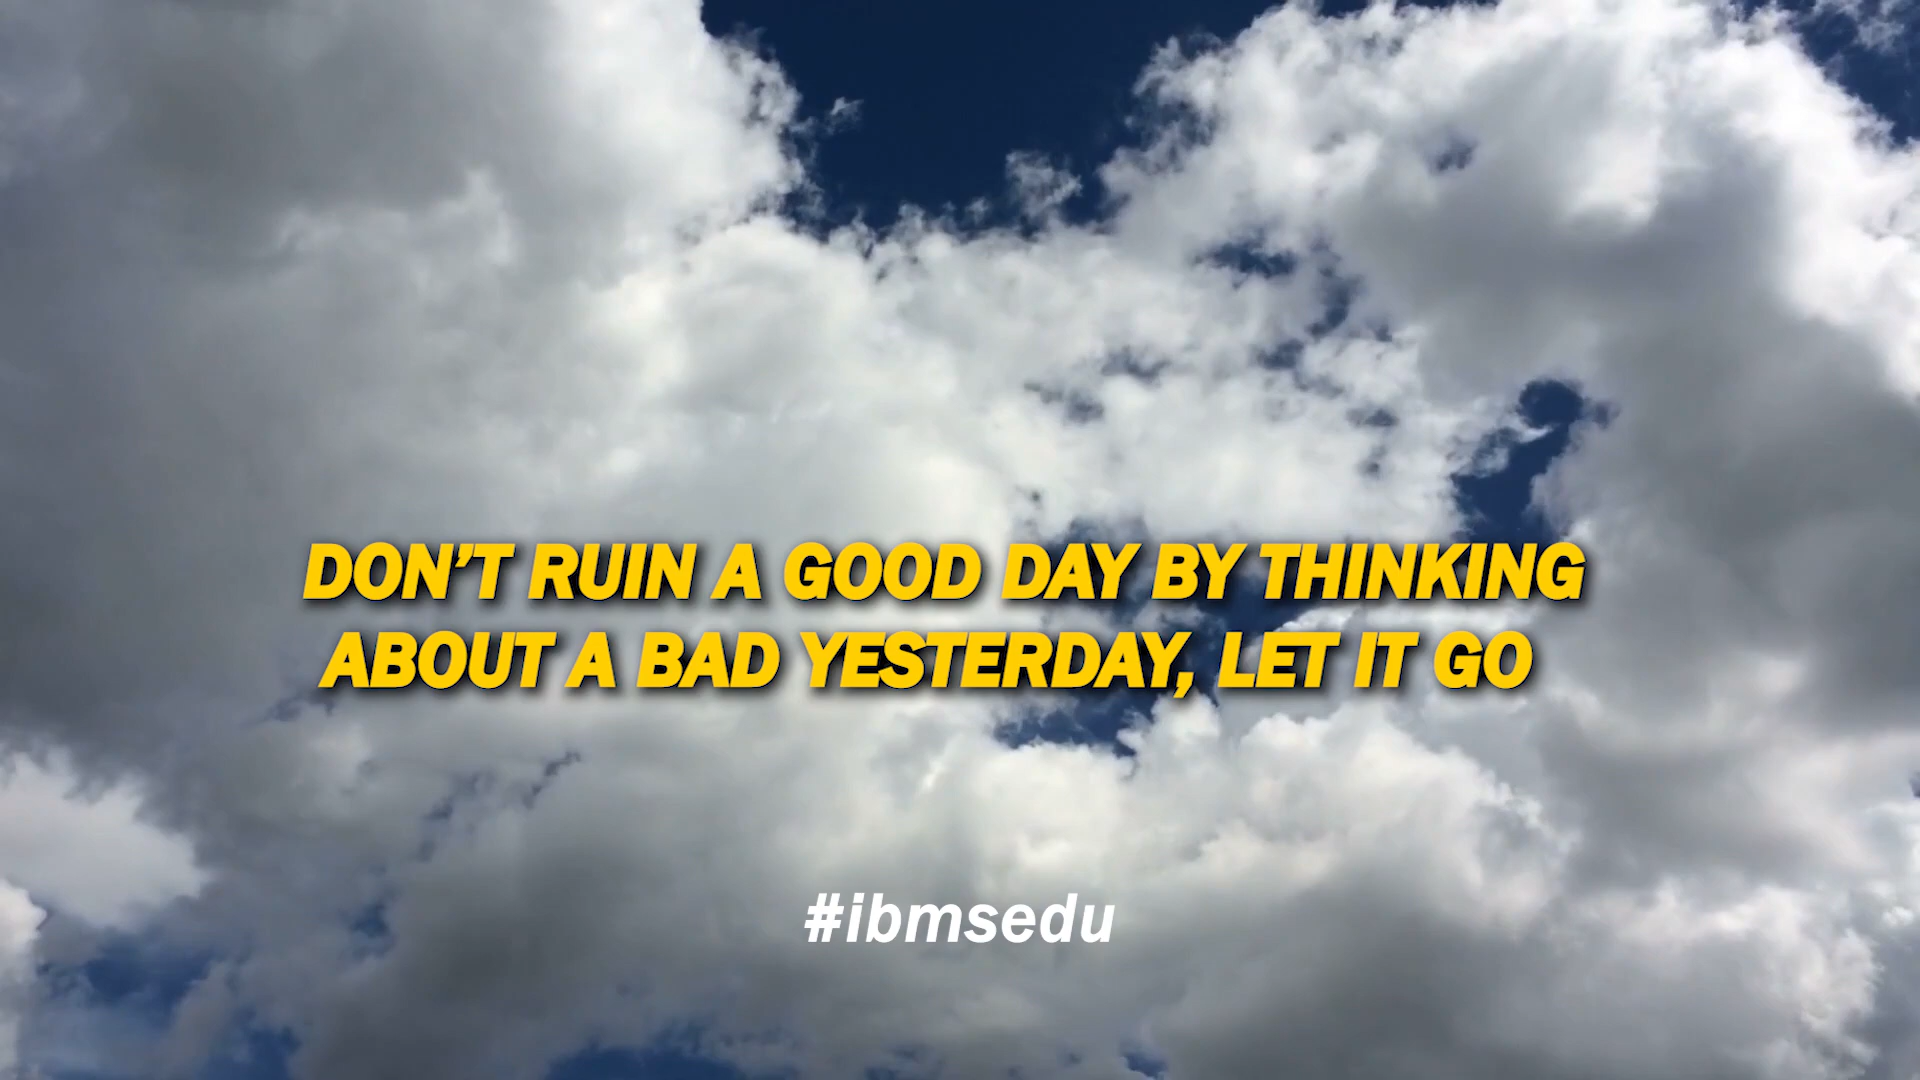 DON’T RUIN A GOOD DAY BY THINKING
ABOUT A BAD YESTERDAY, LET IT GO
#ibmsedu